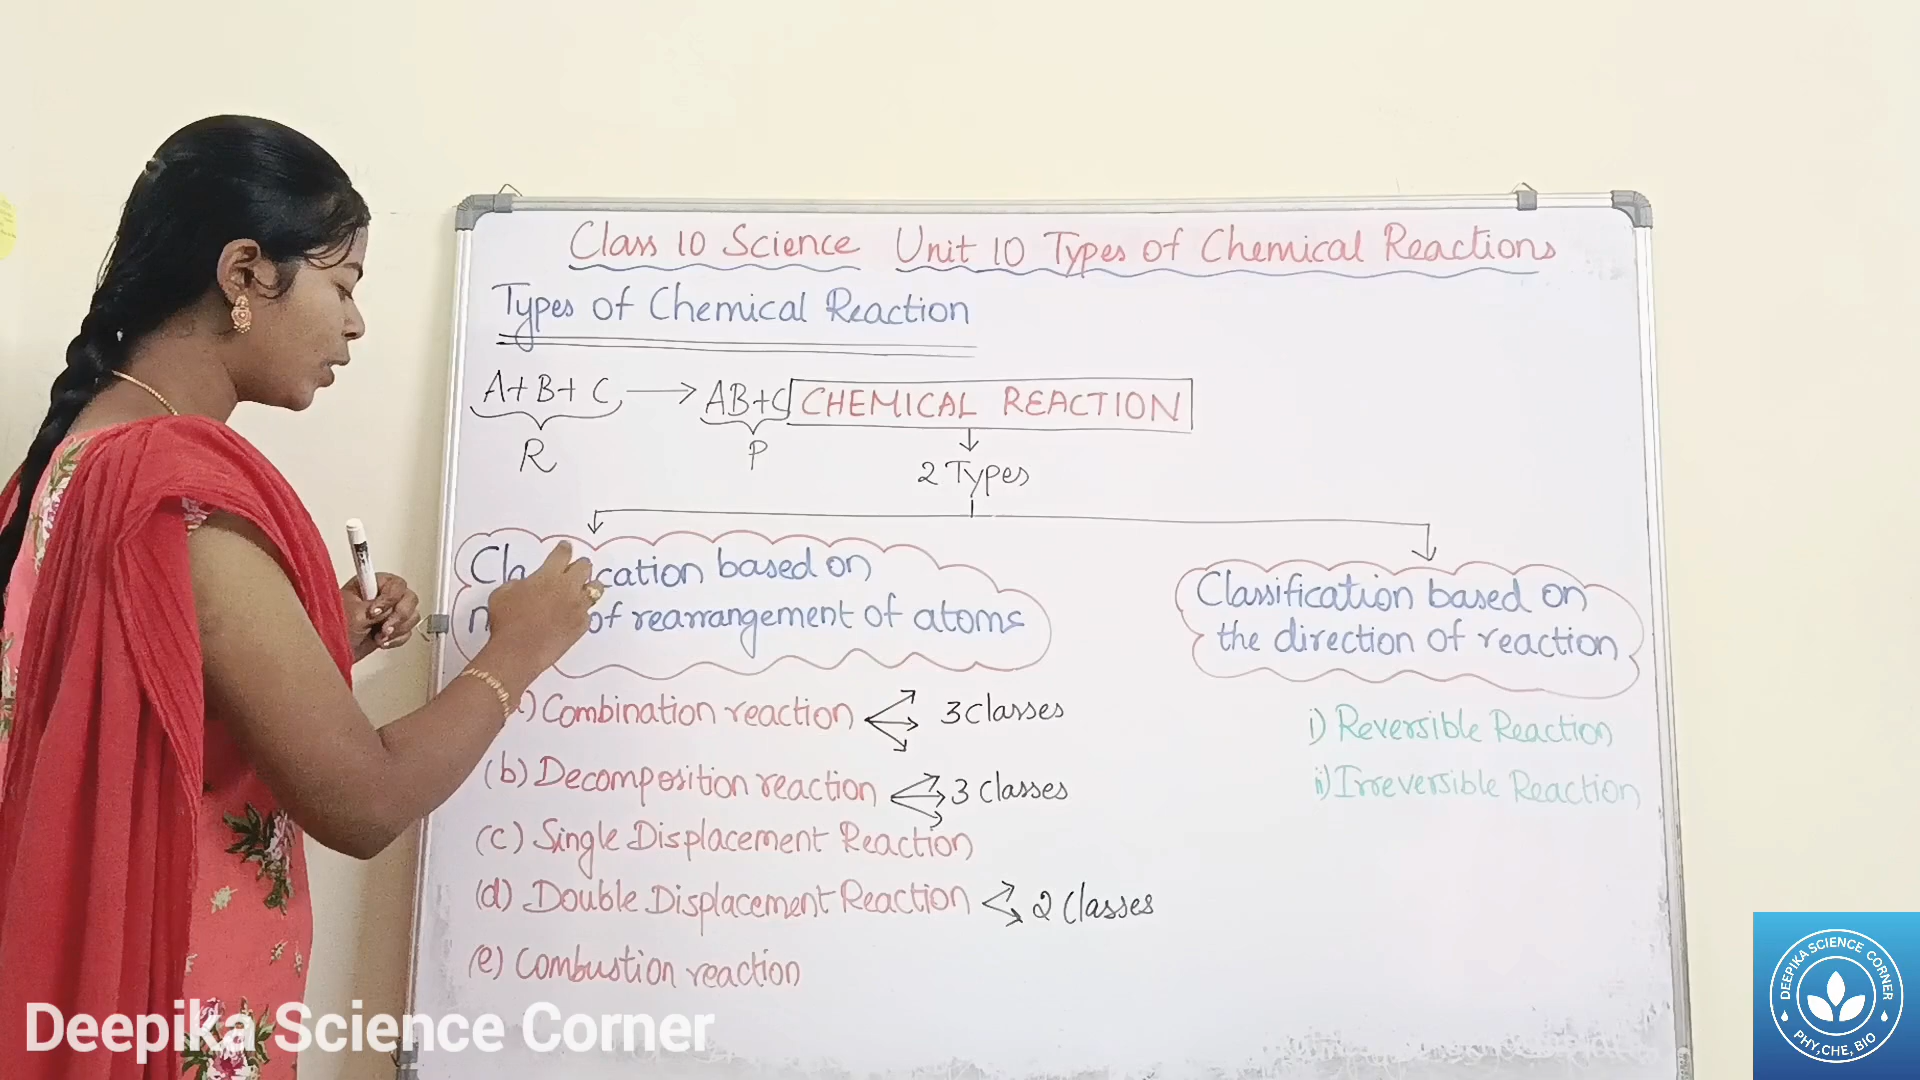 Class 10 Science Unit 10 Types of Chemical Reactions
Types of Chemical Reaction
A+ B+ C → AB+C CHEMICAL REACTION
R P
2 Types
cation based on
of rearrangement of atoms
Classification based on
the direction of reaction
) Combination reaction 3 classes
(b) Decomposition reaction 3 classes
(c) Single Displacement Reaction
(d) Double Displacement Reaction 2 Classes
(e) Combustion reaction
i) Reversible Reaction
ii) Irreversible Reaction
Deepika Science Corner
DEEPIKA SCIENCE CORNER
PHY, CHE, BIO